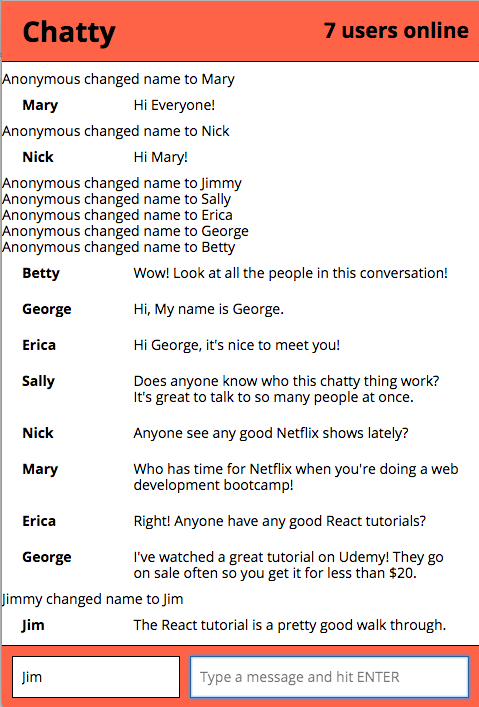 Chatty 7 users online
Anonymous changed name to Mary
Mary Hi Everyone!
Anonymous changed name to Nick
Nick Hi Mary!
Anonymous changed name to Jimmy
Anonymous changed name to Sally
Anonymous changed name to Erica
Anonymous changed name to George
Anonymous changed name to Betty
Betty Wow! Look at all the people in this conversation!
George Hi, My name is George.
Erica Hi George, it's nice to meet you!
Sally Does anyone know who this chatty thing work?
It's great to talk to so many people at once.
Nick Anyone see any good Netflix shows lately?
Mary Who has time for Netflix when you're doing a web
development bootcamp!
Erica Right! Anyone have any good React tutorials?
George I've watched a great tutorial on Udemy! They go
on sale often so you get it for less than $20.
Jimmy changed name to Jim
Jim The React tutorial is a pretty good walk through.
Jim Type a message and hit ENTER